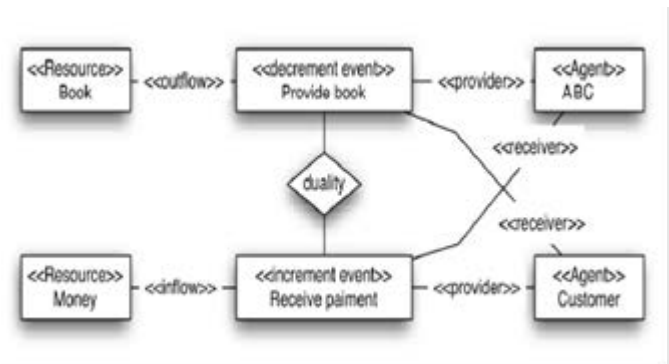 <<Resource>>
Book
<<outflow>>
<<decrement event>>
Provide book
<<provider>>
<<Agent>>
ABC
<<receiver>>
duality
<<receiver>>
<<Resource>>
Money
<<inflow>>
<<increment event>>
Receive paiment
<<provider>>
<<Agent>>
Customer